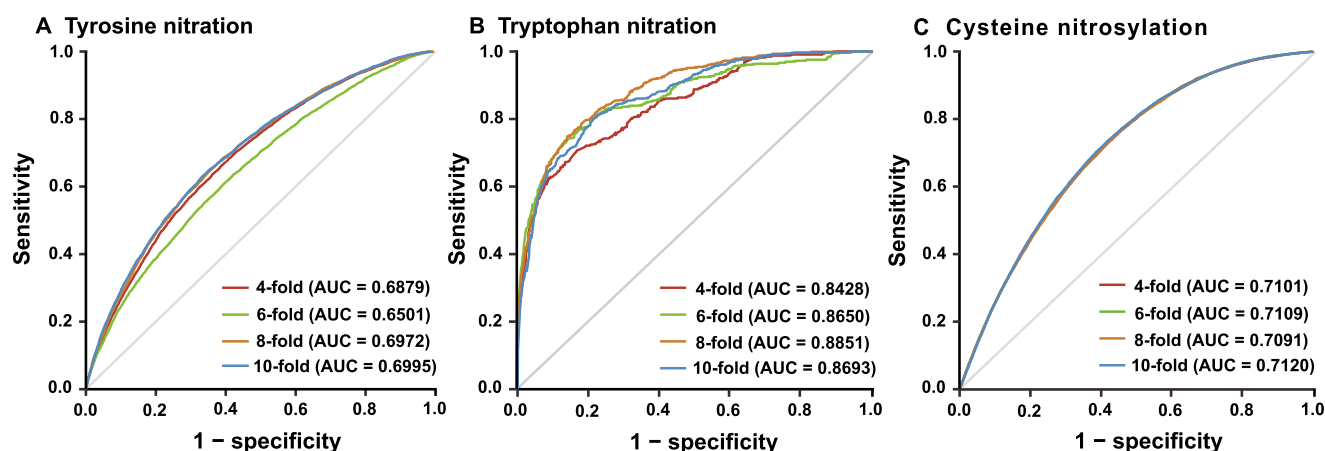 A Tyrosine nitration
1.0
0.8
0.6
0.4
0.2
0.0
Sensitivity
4-fold (AUC = 0.6879)
6-fold (AUC = 0.6501)
8-fold (AUC = 0.6972)
10-fold (AUC = 0.6995)
0.0 0.2 0.4 0.6 0.8 1.0
1 − specificity
B Tryptophan nitration
1.0
0.8
0.6
0.4
0.2
0.0
Sensitivity
4-fold (AUC = 0.8428)
6-fold (AUC = 0.8650)
8-fold (AUC = 0.8851)
10-fold (AUC = 0.8693)
0.0 0.2 0.4 0.6 0.8 1.0
1 − specificity
C Cysteine nitrosylation
1.0
0.8
0.6
0.4
0.2
0.0
Sensitivity
4-fold (AUC = 0.7101)
6-fold (AUC = 0.7109)
8-fold (AUC = 0.7091)
10-fold (AUC = 0.7120)
0.0 0.2 0.4 0.6 0.8 1.0
1 − specificity